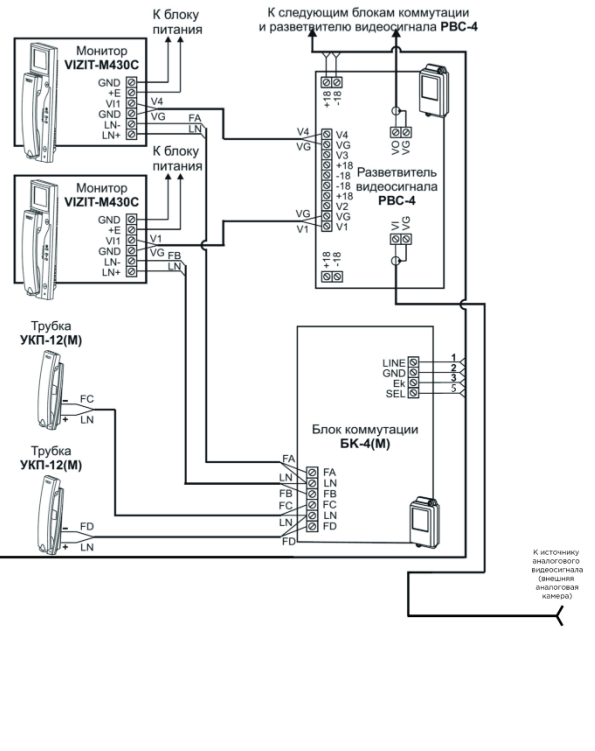 К блоку
питания
К следующим блокам коммутации
и разветвителю видеосигнала РВС-4
Монитор
VIZIT-M430C
GND
+E
VI1
GND
LN-
LN+
V4
VG
FA
LN
+18
-18
VO
VG
V4
VG
V4
VG
V3
+18
-18
-18
+18
V2
VG
V1
VG
V1
Разветвитель
видеосигнала
РВС-4
VI
VG
+18
-18
К блоку
питания
Монитор
VIZIT-M430C
GND
+E
VI1
GND
LN-
LN+
V1
VG
FB
LN
Трубка
УКП-12(М)
-
+
FC
LN
Трубка
УКП-12(М)
-
+
FD
LN
LINE
GND
Ek
SEL
1
2
3
5
Блок коммутации
БК-4(М)
FA
LN
FB
FC
LN
FD
FA
LN
FB
FC
LN
FD
К источнику
аналогового
видеосигнала
(внешняя
аналоговая
камера)